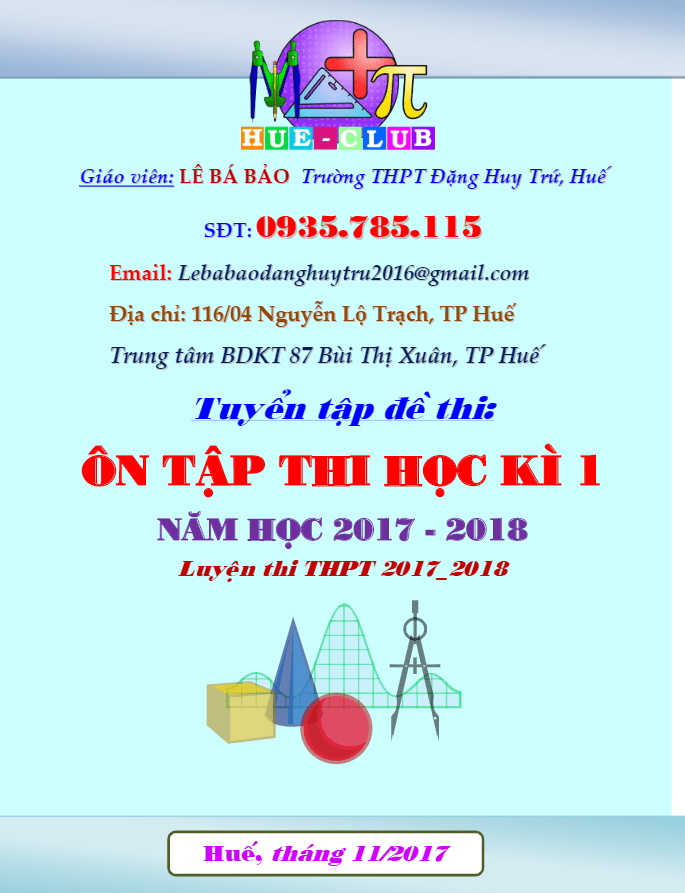 M+π
HUE-CLUB
Giáo viên: LÊ BÁ BẢO Trường THPT Đặng Huy Trứ, Huế
SĐT: 0935.785.115
Email: Lebabaodanghuytru2016@gmail.com
Địa chỉ: 116/04 Nguyễn Lộ Trạch, TP Huế
Trung tâm BDKT 87 Bùi Thị Xuân, TP Huế
Tuyển tập đề thi:
ÔN TẬP THI HỌC KÌ 1
NĂM HỌC 2017 - 2018
Luyện thi THPT 2017_2018
Huế, tháng 11/2017